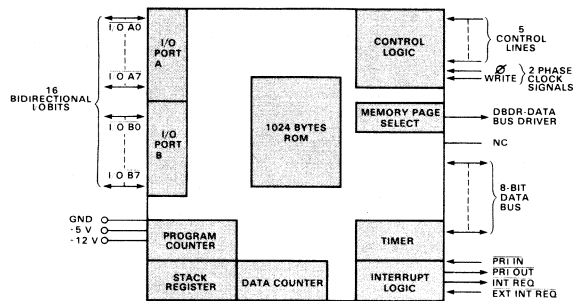 16
BIDIRECTIONAL
I,OBITS
I, O A0
I, O A7
I O B0
I O B7
I/O
PORT
A
I/O
PORT
B
1024 BYTES
ROM
CONTROL
LOGIC
5
CONTROL
LINES
Ø
WRITE
2 PHASE
CLOCK
SIGNALS
MEMORY PAGE
SELECT
DBDR-DATA
BUS DRIVER
NC
8-BIT
DATA
BUS
GND
-5 V
-12 V
PROGRAM
COUNTER
STACK
REGISTER
DATA COUNTER
TIMER
INTERRUPT
LOGIC
PRI IN
PRI OUT
INT REQ
EXT INT REQ